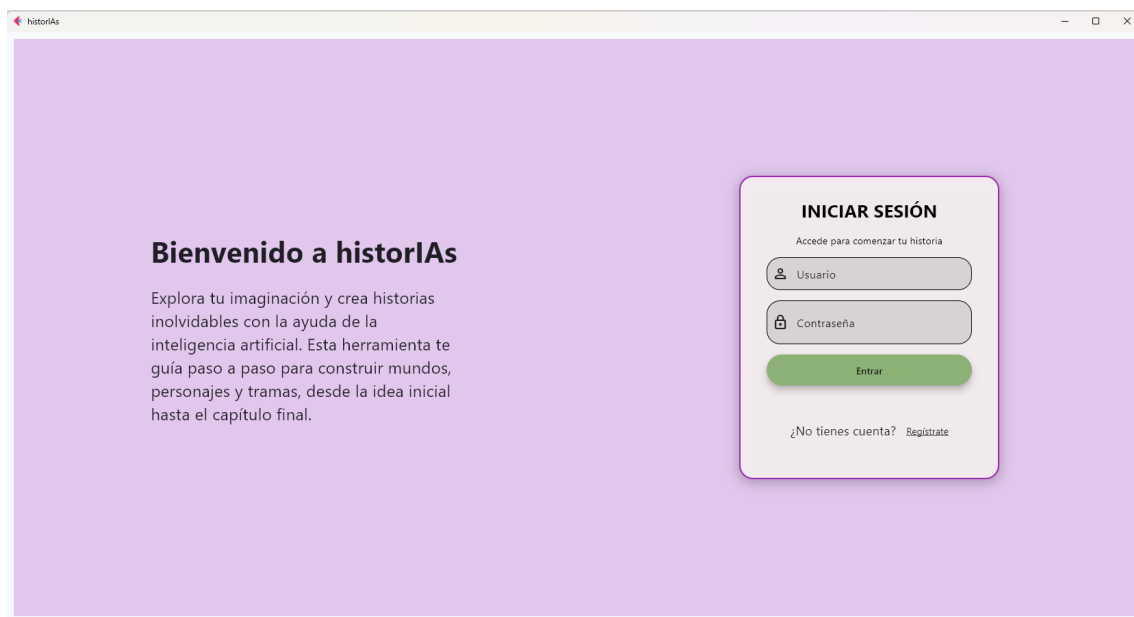 historIAs
Bienvenido a historIAs
Explora tu imaginación y crea historias
inolvidables con la ayuda de la
inteligencia artificial. Esta herramienta te
guía paso a paso para construir mundos,
personajes y tramas, desde la idea inicial
hasta el capítulo final.
INICIAR SESIÓN
Accede para comenzar tu historia
Usuario
Contraseña
Entrar
¿No tienes cuenta? Regístrate